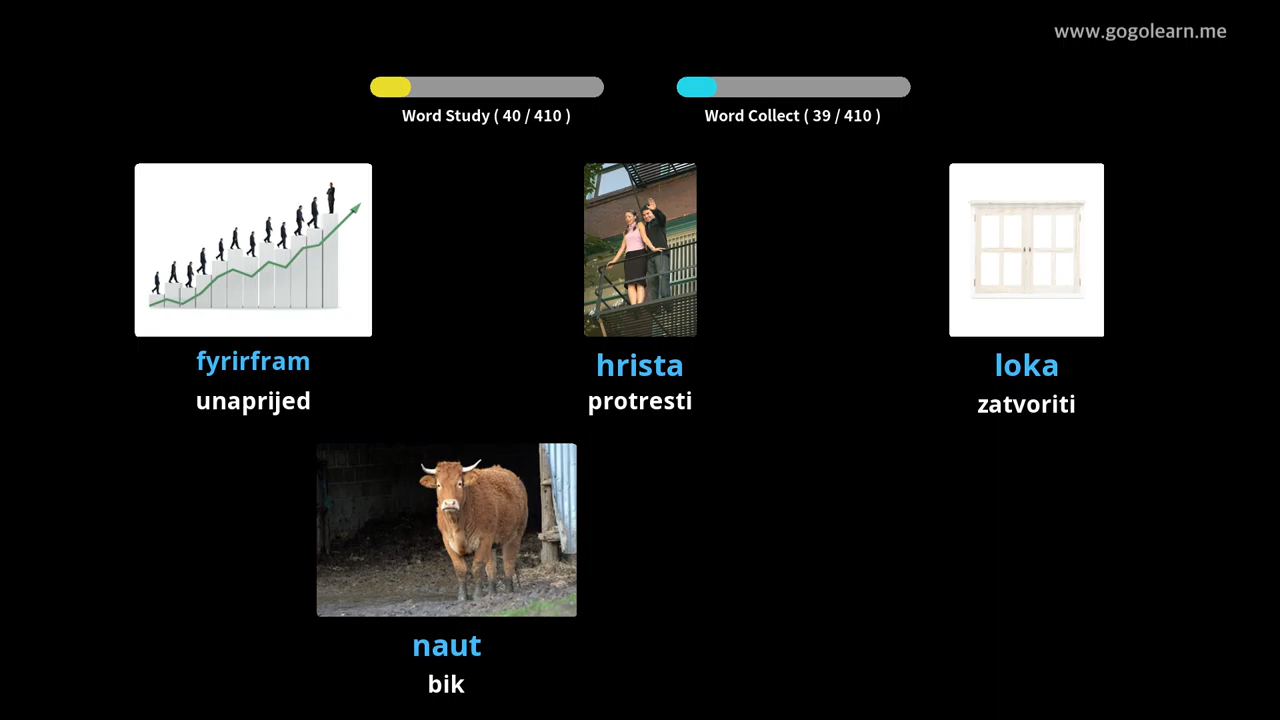 www.gogolearn.me
Word Study ( 40 / 410 )
Word Collect ( 39 / 410 )
fyrirfram
unaprijed
hrista
protresti
loka
zatvoriti
naut
bik